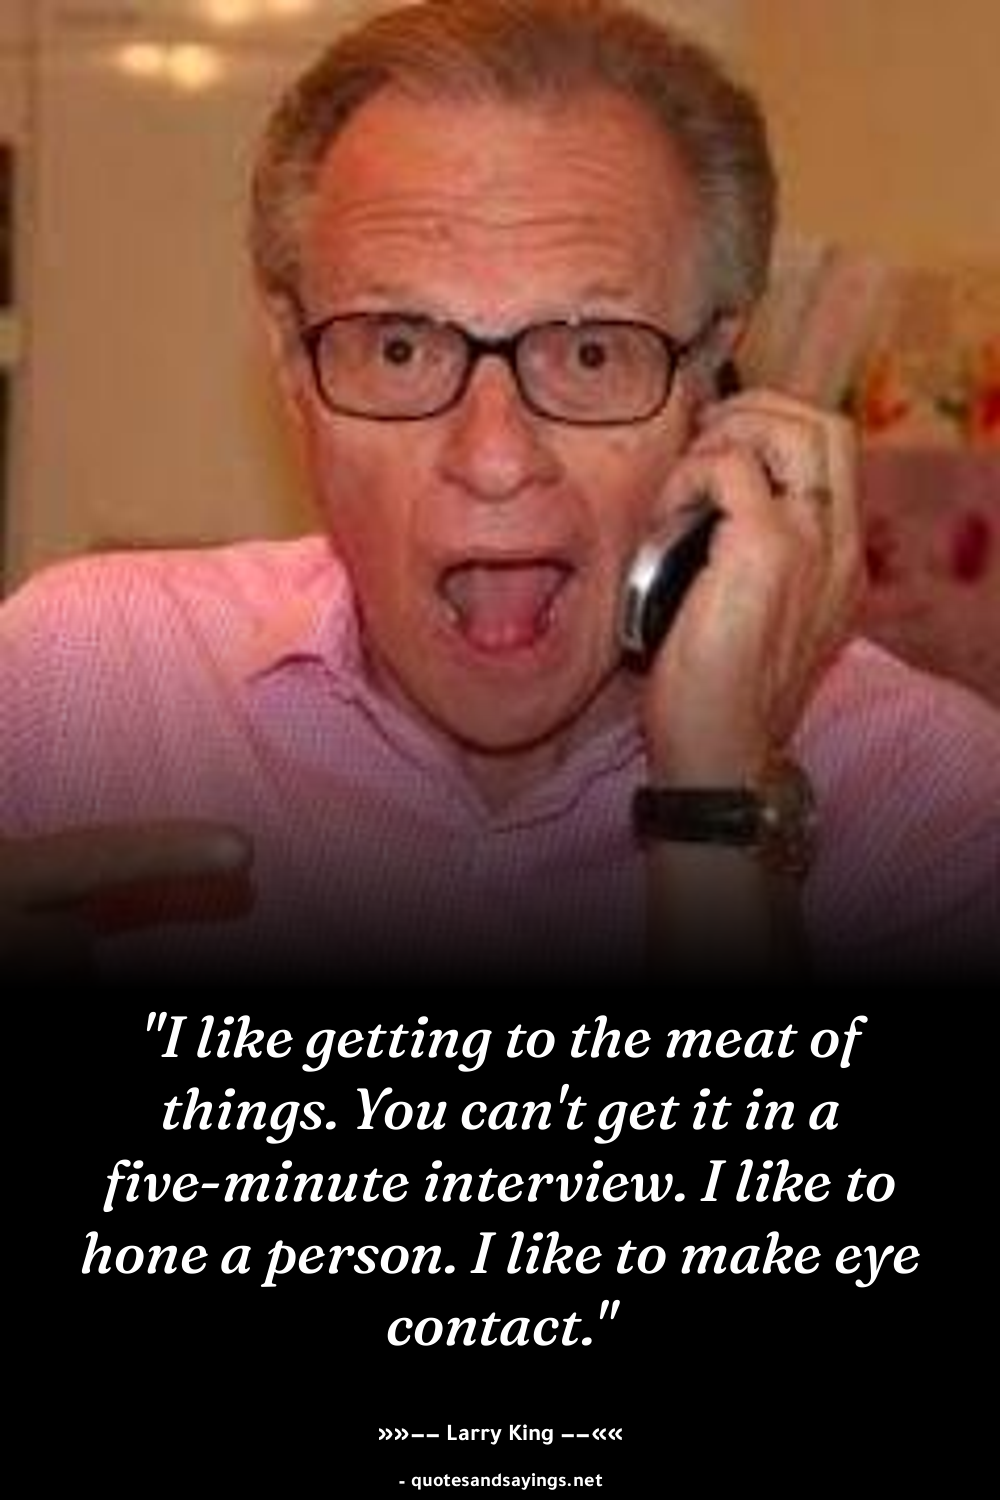 "I like getting to the meat of
things. You can't get it in a
five-minute interview. I like to
hone a person. I like to make eye
contact."
»»–– Larry King ––««
- quotesandsayings.net